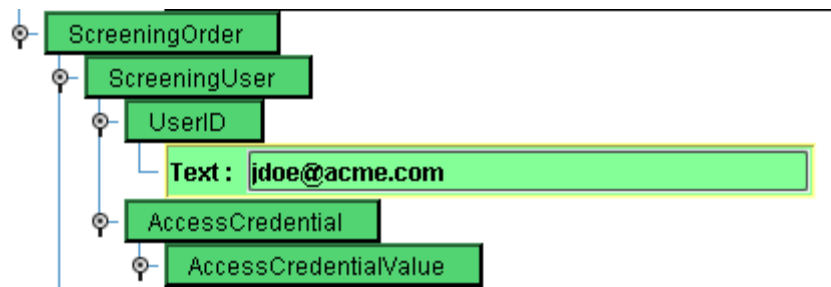 ScreeningOrder
ScreeningUser
UserID
Text: jdoe@acme.com
AccessCredential
AccessCredentialValue